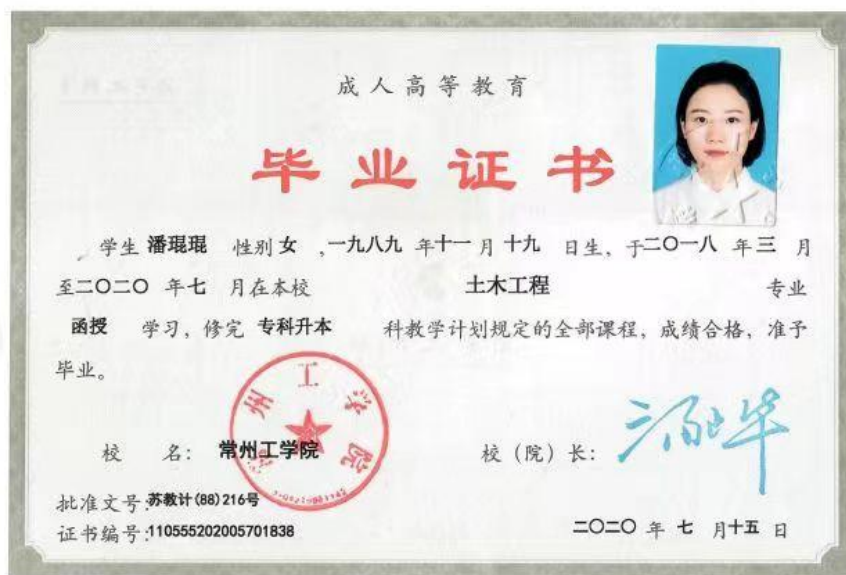 成人高等教育
毕业证书
学生 潘琨琨 性别 女 ,一九八九 年十一月 十九 日生、于二〇一八 年三 月
至二〇二〇 年七 月在本校 土木工程 专业
函授 学习，修完 专科升本 科教学计划规定的全部课程，成绩合格，准予
毕业。
校 名: 常州工学院 校（院）长:
批准文号:苏教计(88)216号
证书编号:110555202005701838 二〇二〇 年 七 月十五 日
常州工学院